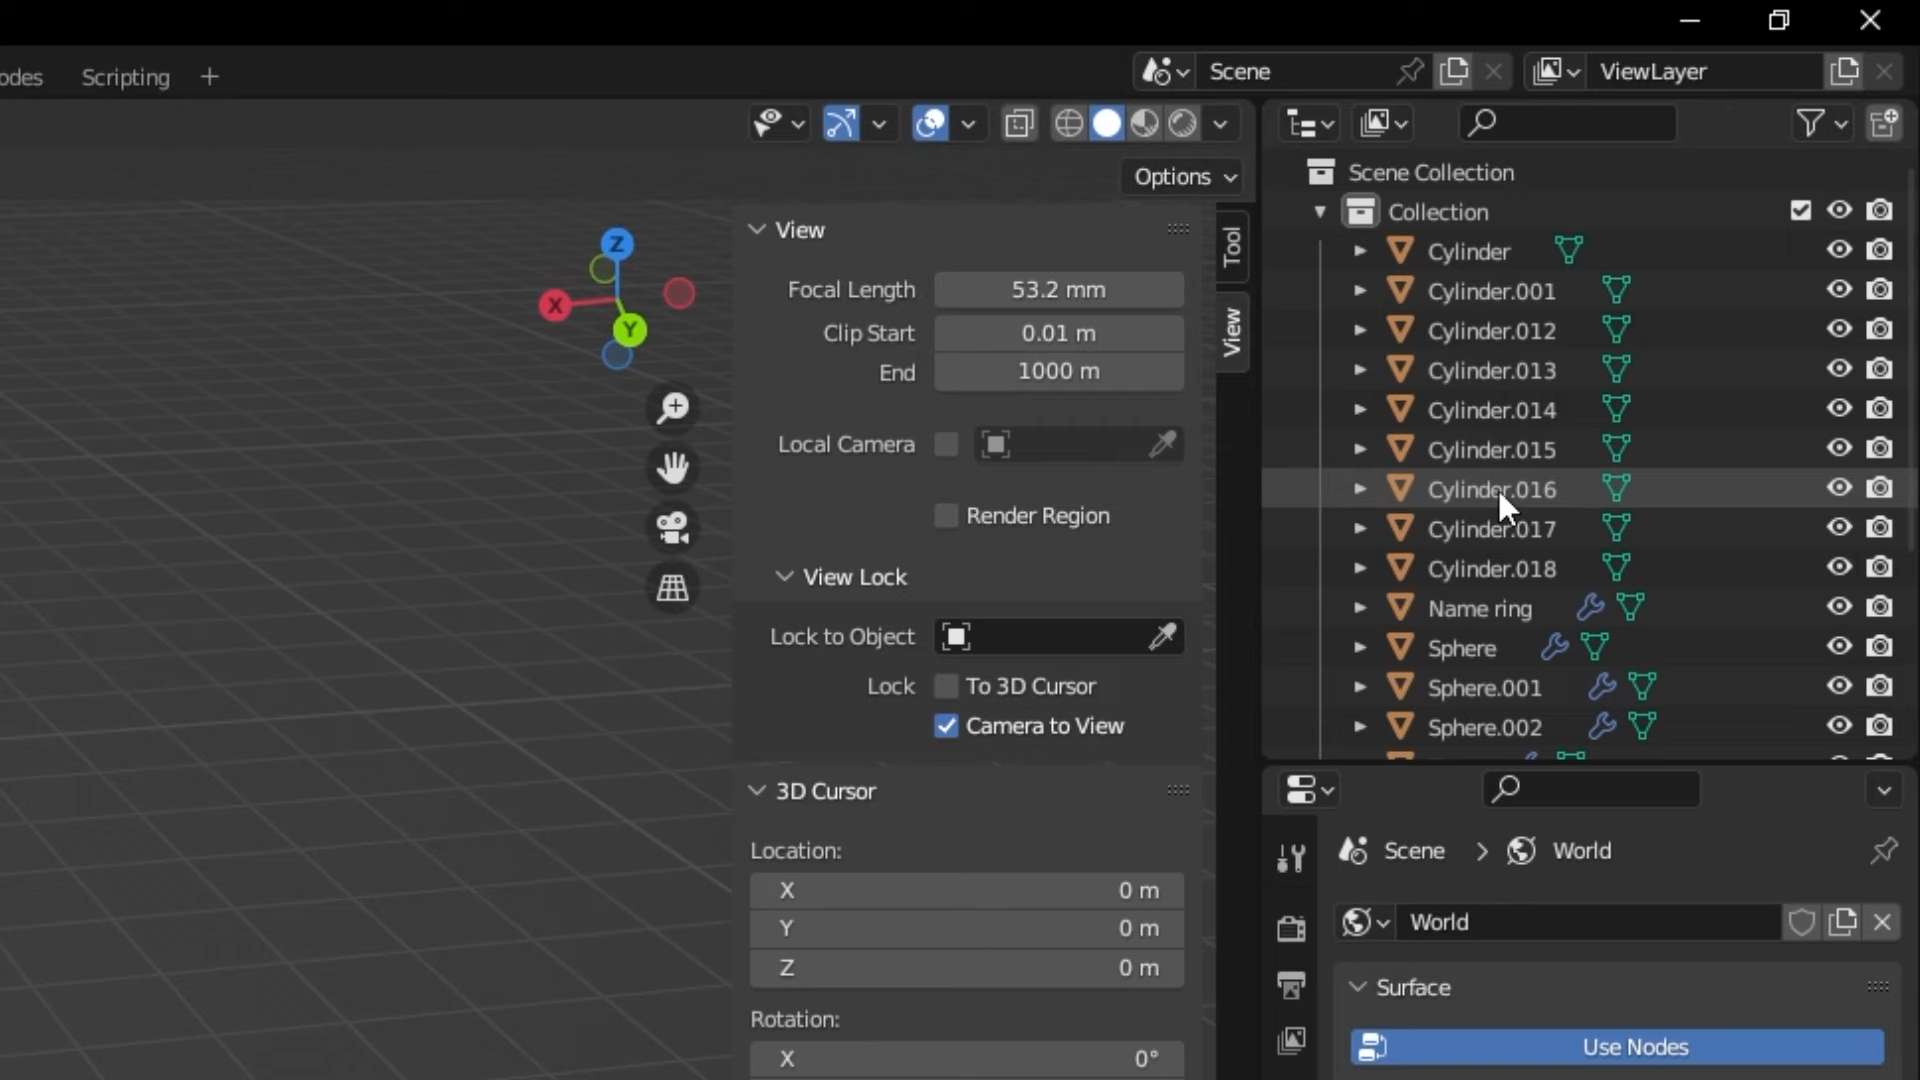 odes Scripting +
Scene
ViewLayer
Options
View
Focal Length 53.2 mm
Clip Start 0.01 m
End 1000 m
Local Camera
Render Region
View Lock
Lock to Object
Lock To 3D Cursor
Camera to View
3D Cursor
Location:
X 0 m
Y 0 m
Z 0 m
Rotation:
X 0°
Z
X
Y
Tool
View
Scene Collection
Collection
Cylinder
Cylinder.001
Cylinder.012
Cylinder.013
Cylinder.014
Cylinder.015
Cylinder.016
Cylinder.017
Cylinder.018
Name ring
Sphere
Sphere.001
Sphere.002
Scene > World
World
Surface
Use Nodes